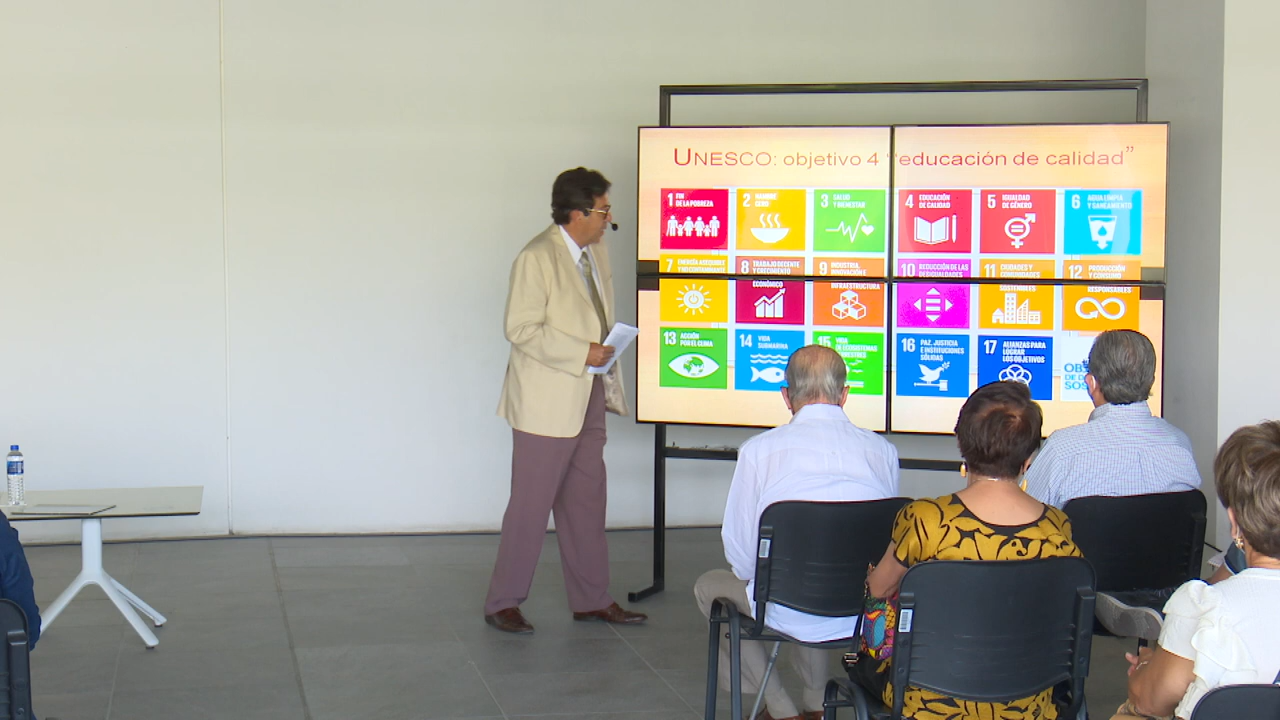 UNESCO: objetivo 4 “educación de calidad”
1 FIN
DE LA POBREZA
2 HAMBRE
CERO
3 SALUD
Y BIENESTAR
4 EDUCACIÓN
DE CALIDAD
5 IGUALDAD
DE GÉNERO
6 AGUA LIMPIA
Y SANEAMIENTO
7 ENERGÍA ASEQUIBLE
Y NO CONTAMINANTE
8 TRABAJO DECENTE
Y CRECIMIENTO
ECONÓMICO
9 INDUSTRIA,
INNOVACIÓN E
INFRAESTRUCTURA
10 REDUCCIÓN DE LAS
DESIGUALDADES
11 CIUDADES Y
COMUNIDADES
SOSTENIBLES
12 PRODUCCIÓN
Y CONSUMO
RESPONSABLES
13 ACCIÓN
POR EL CLIMA
14 VIDA
SUBMARINA
15 VIDA
DE ECOSISTEMAS
16 PAZ, JUSTICIA
E INSTITUCIONES
SÓLIDAS
17 ALIANZAS PARA
LOGRAR
LOS OBJETIVOS
OB
DE D
SOS